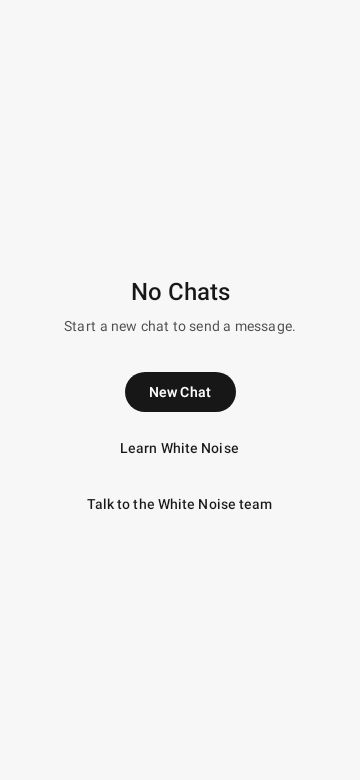 No Chats
Start a new chat to send a message.
New Chat
Learn White Noise
Talk to the White Noise team